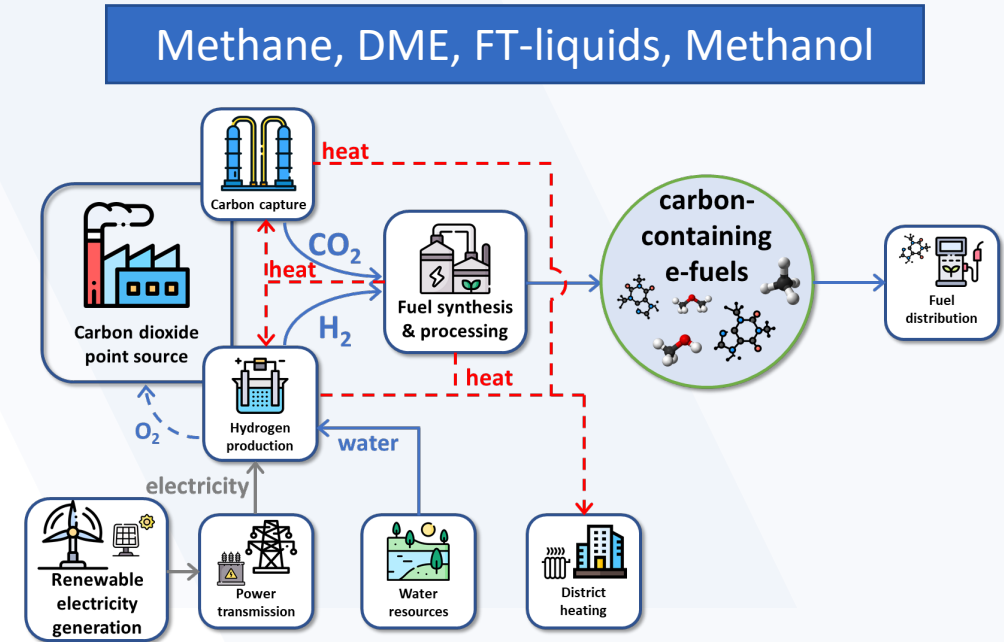 Methane, DME, FT-liquids, Methanol
Carbon capture
heat
Carbon dioxide
point source
CO₂
heat
H₂
Fuel synthesis
& processing
carbon-
containing
e-fuels
Fuel
distribution
heat
Hydrogen
production
O₂
water
electricity
Renewable
electricity
generation
Power
transmission
Water
resources
District
heating